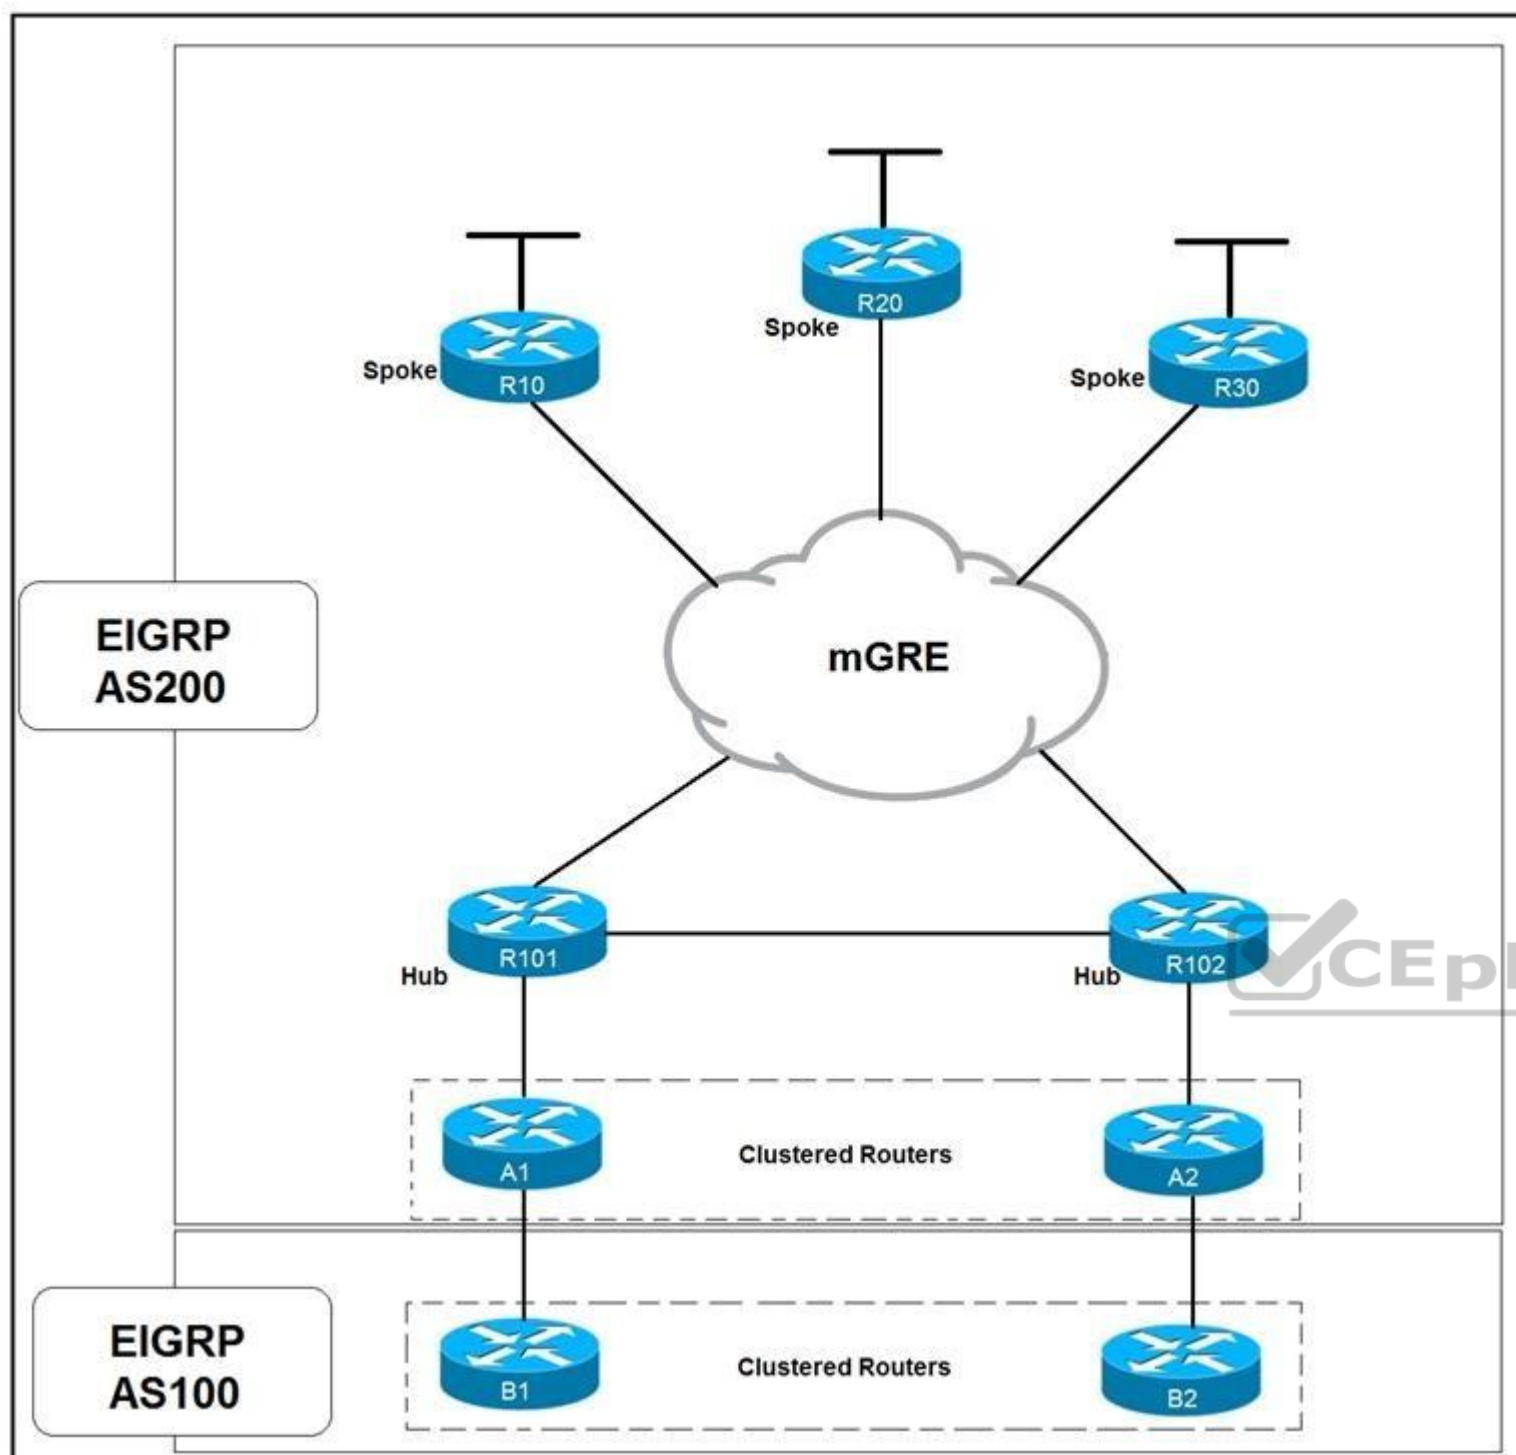 R20
Spoke
Spoke
R10
Spoke
R30
EIGRP
AS200
mGRE
R101
Hub
R102
Hub
CEpl
A1
Clustered Routers
A2
EIGRP
AS100
B1
Clustered Routers
B2